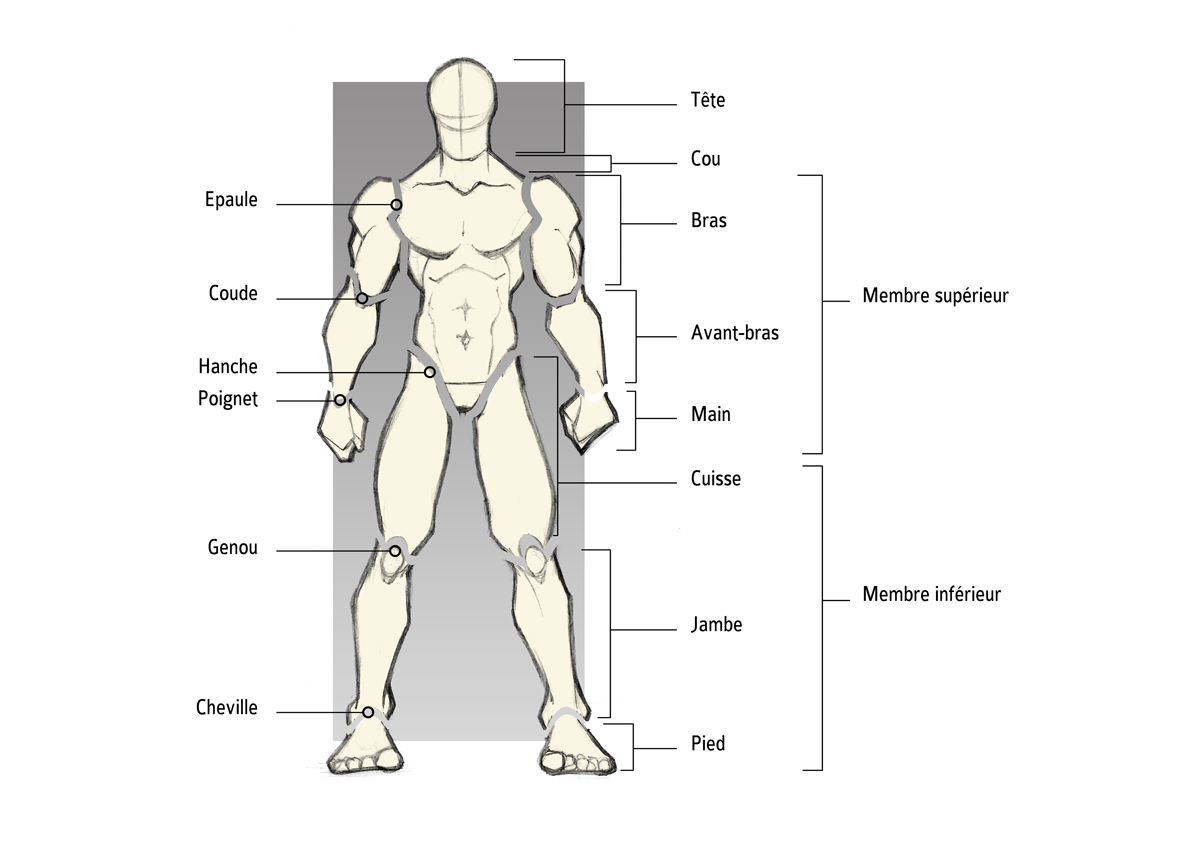 Tête
Cou
Epaule
Bras
Coude
Membre supérieur
Avant-bras
Hanche
Poignet
Main
Cuisse
Genou
Membre inférieur
Jambe
Cheville
Pied